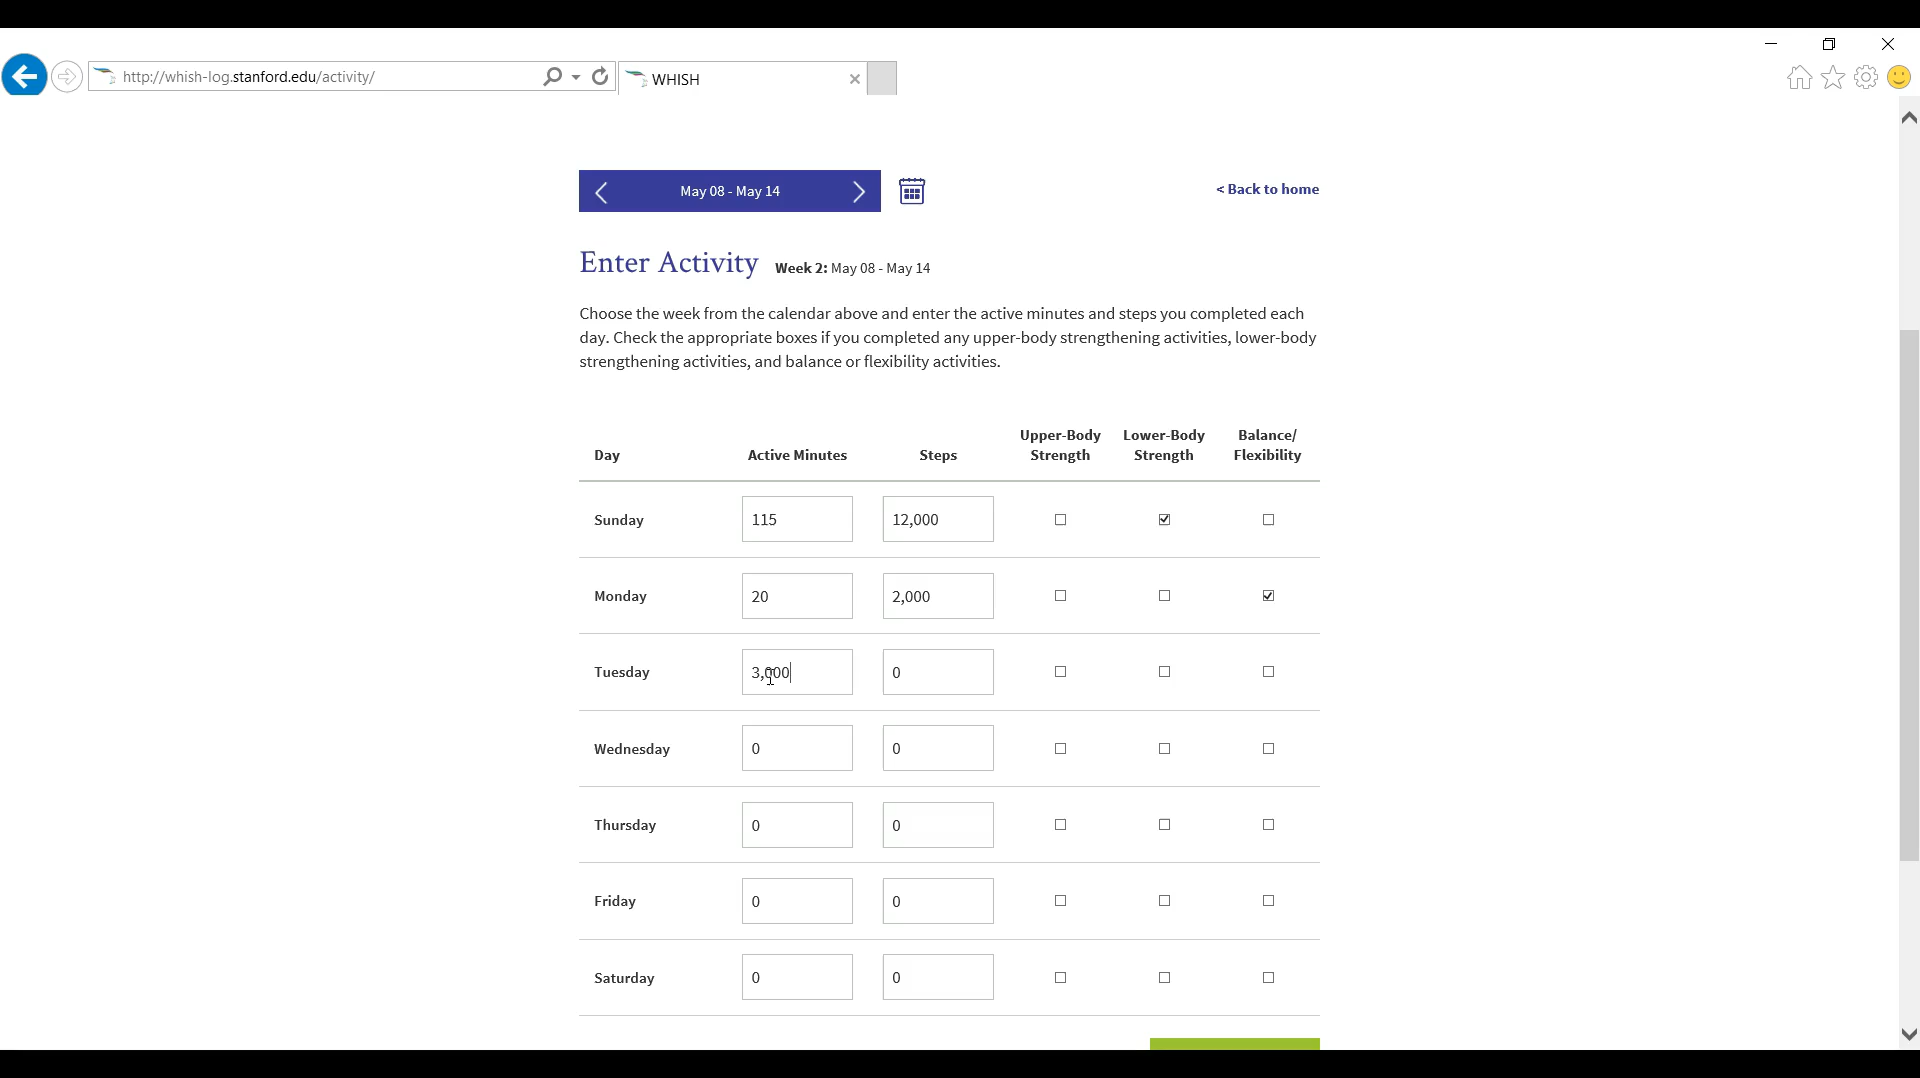 http://whish-log.stanford.edu/activity/
WHISH
May 08 - May 14
< Back to home
Enter Activity Week 2: May 08 - May 14
Choose the week from the calendar above and enter the active minutes and steps you completed each
day. Check the appropriate boxes if you completed any upper-body strengthening activities, lower-body
strengthening activities, and balance or flexibility activities.
Day Active Minutes Steps Upper-Body Strength Lower-Body Strength Balance/ Flexibility
Sunday 115 12,000
Monday 20 2,000
Tuesday 3,000 0
Wednesday 0 0
Thursday 0 0
Friday 0 0
Saturday 0 0